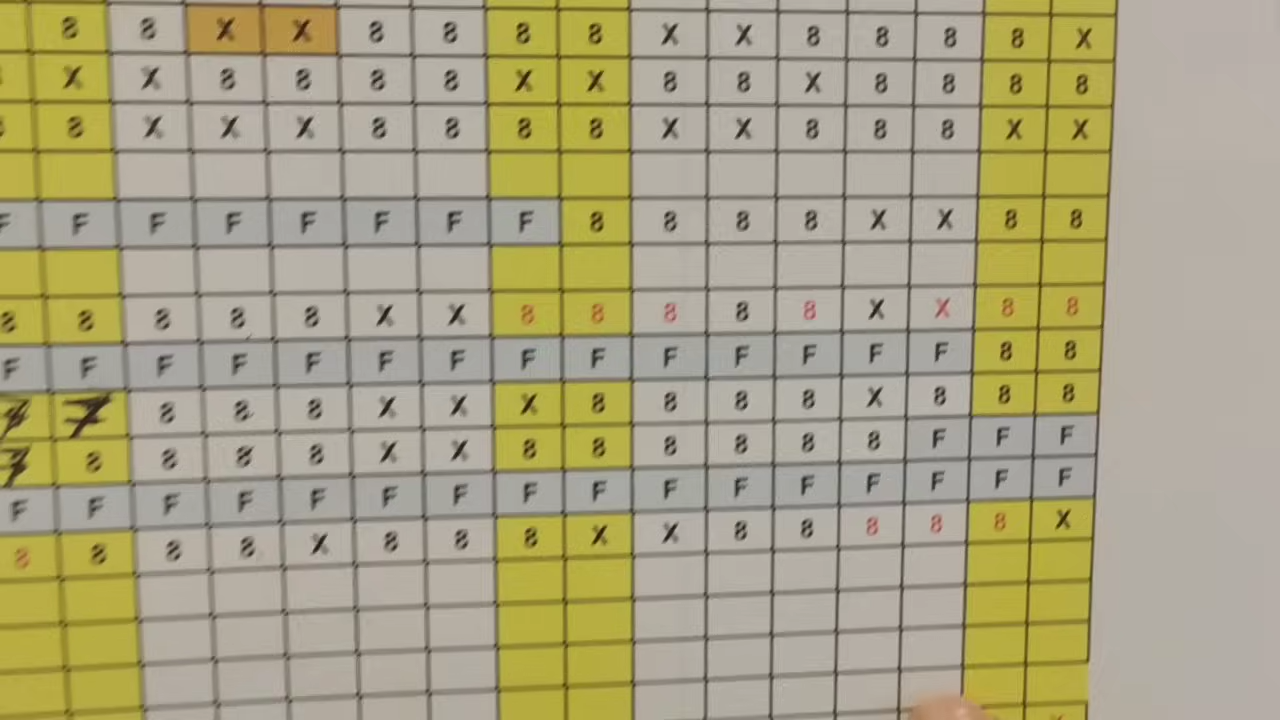 8 8 X X 8 8 8 8 X X 8 8 8 8 X
X X 8 8 8 X X 8 8 X 8 8 8 8
8 X X X 8 8 8 8 X X 8 8 8 X X
F F F F F F F F 8 8 8 8 X X 8 8
8 8 8 8 8 X X 8 8 8 8 8 X X 8 8
F F F F F F F F F F F F F F 8 8
7 8 8 8 X X X 8 8 8 8 X 8 8 8
8 8 8 8 X X 8 8 8 8 8 8 F F F
F F F F F F F F F F F F F F F F
8 8 8 8 X 8 8 8 X X 8 8 8 8 8 X